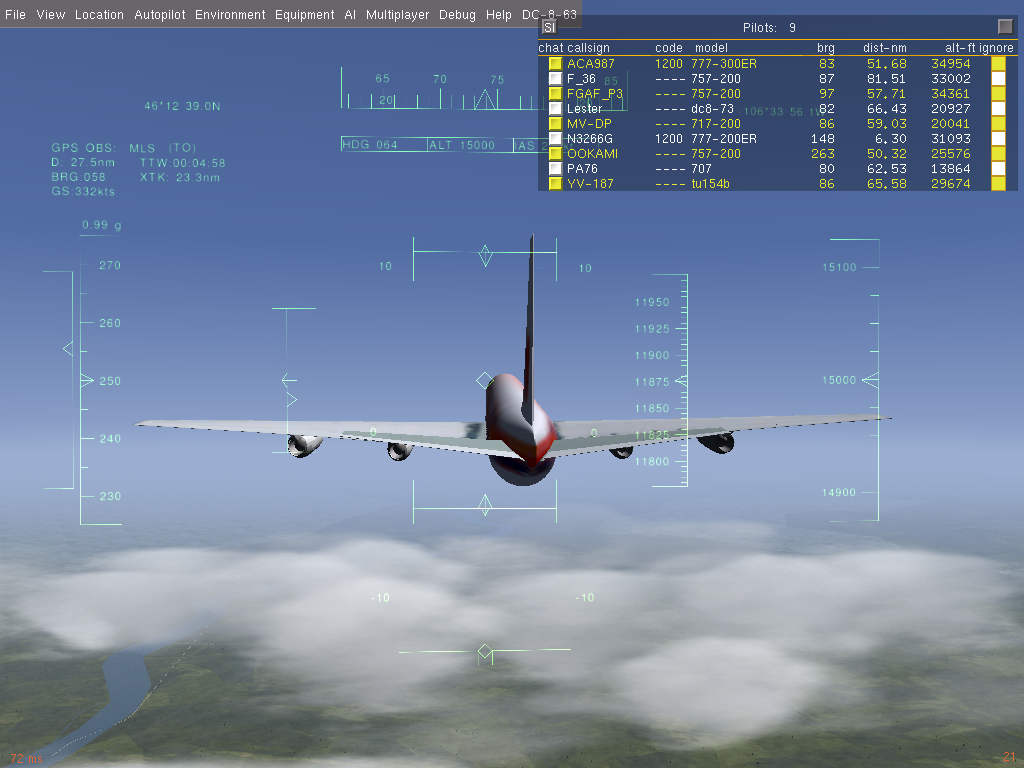 File View Location Autopilot Environment Equipment AI Multiplayer Debug Help DC-8-63
SI Pilots: 9
chat callsign code model brg dist-nm alt-ft ignore
ACA987 1200 777-300ER 83 51.68 34954
F_36 ---- 757-200 87 81.51 33002
FGAF_P3 ---- 757-200 97 57.71 34361
Lester ---- dc8-73 82 66.43 20927
MV-DP ---- 717-200 86 59.03 20041
N3266G 1200 777-200ER 148 6.30 31093
OOKAMI ---- 757-200 263 50.32 25576
PA76 ---- 707 80 62.53 13864
YV-187 ---- tu154b 86 65.58 29674
65 70 75 85
20
46*12 39.0N
106*33 56.1W
HDG 064 ALT 15000 IAS
GPS OBS: MLS (TO)
D: 27.5nm TTW:00:04:58
BRG:058 XTK: 23.3nm
GS:332kts
0.99 g
270
260
250
240
230
10 10
0 0
-10 -10
11950
11925
11900
11875
11850
11825
11800
15100
15000
14900
72 ms
21